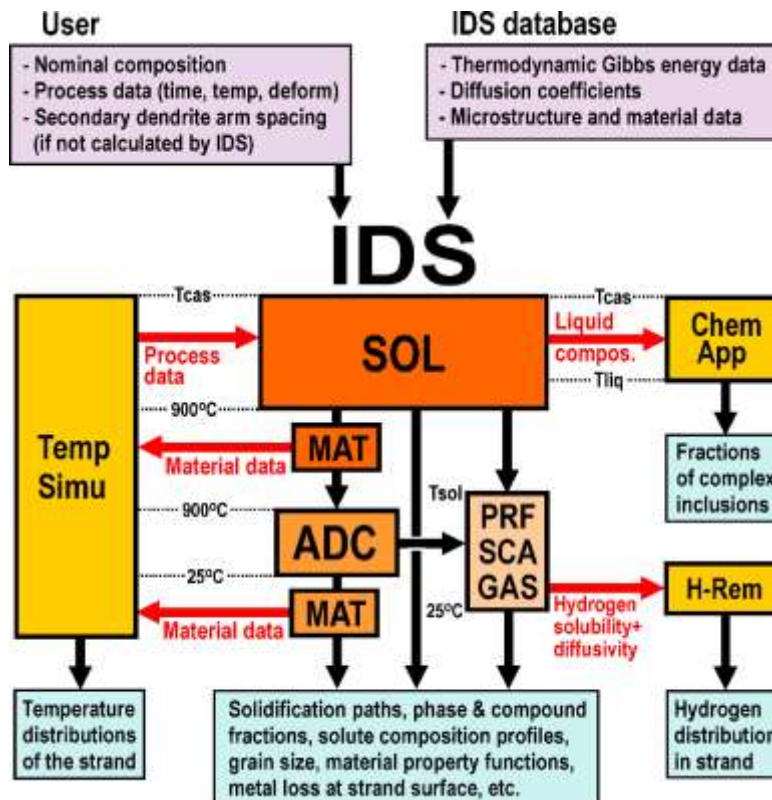 User
IDS database
- Nominal composition
- Process data (time, temp, deform)
- Secondary dendrite arm spacing
(if not calculated by IDS)
- Thermodynamic Gibbs energy data
- Diffusion coefficients
- Microstructure and material data
IDS
Tcas
Tcas
SOL
Process
data
Liquid
compos.
Chem
App
Tliq
900ºC
Temp
Simu
MAT
Material data
Fractions
of complex
inclusions
Tsol
900ºC
ADC
PRF
SCA
GAS
25ºC
MAT
Material data
25ºC
Hydrogen
solubility+
diffusivity
H-Rem
Temperature
distributions
of the strand
Solidification paths, phase & compound
fractions, solute composition profiles,
grain size, material property functions,
metal loss at strand surface, etc.
Hydrogen
distribution
in strand